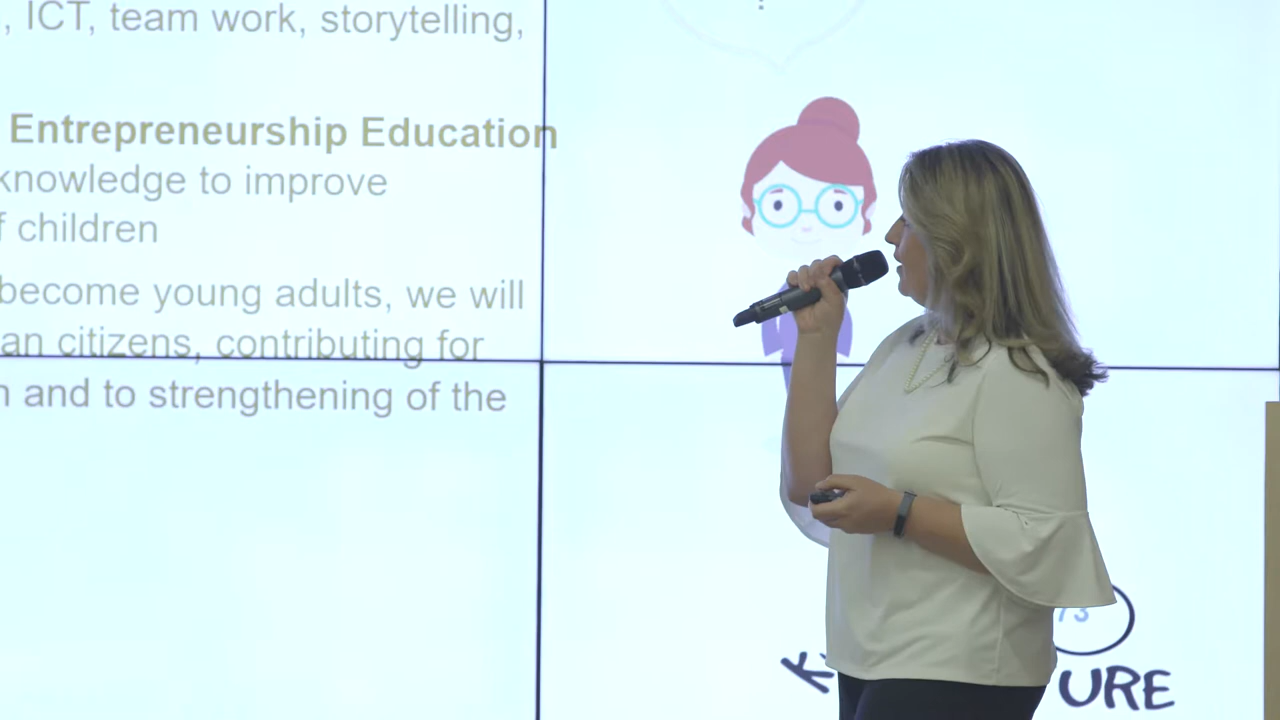 , ICT, team work, storytelling,
Entrepreneurship Education
knowledge to improve
f children
become young adults, we will
an citizens, contributing for
n and to strengthening of the
?
73
K
URE